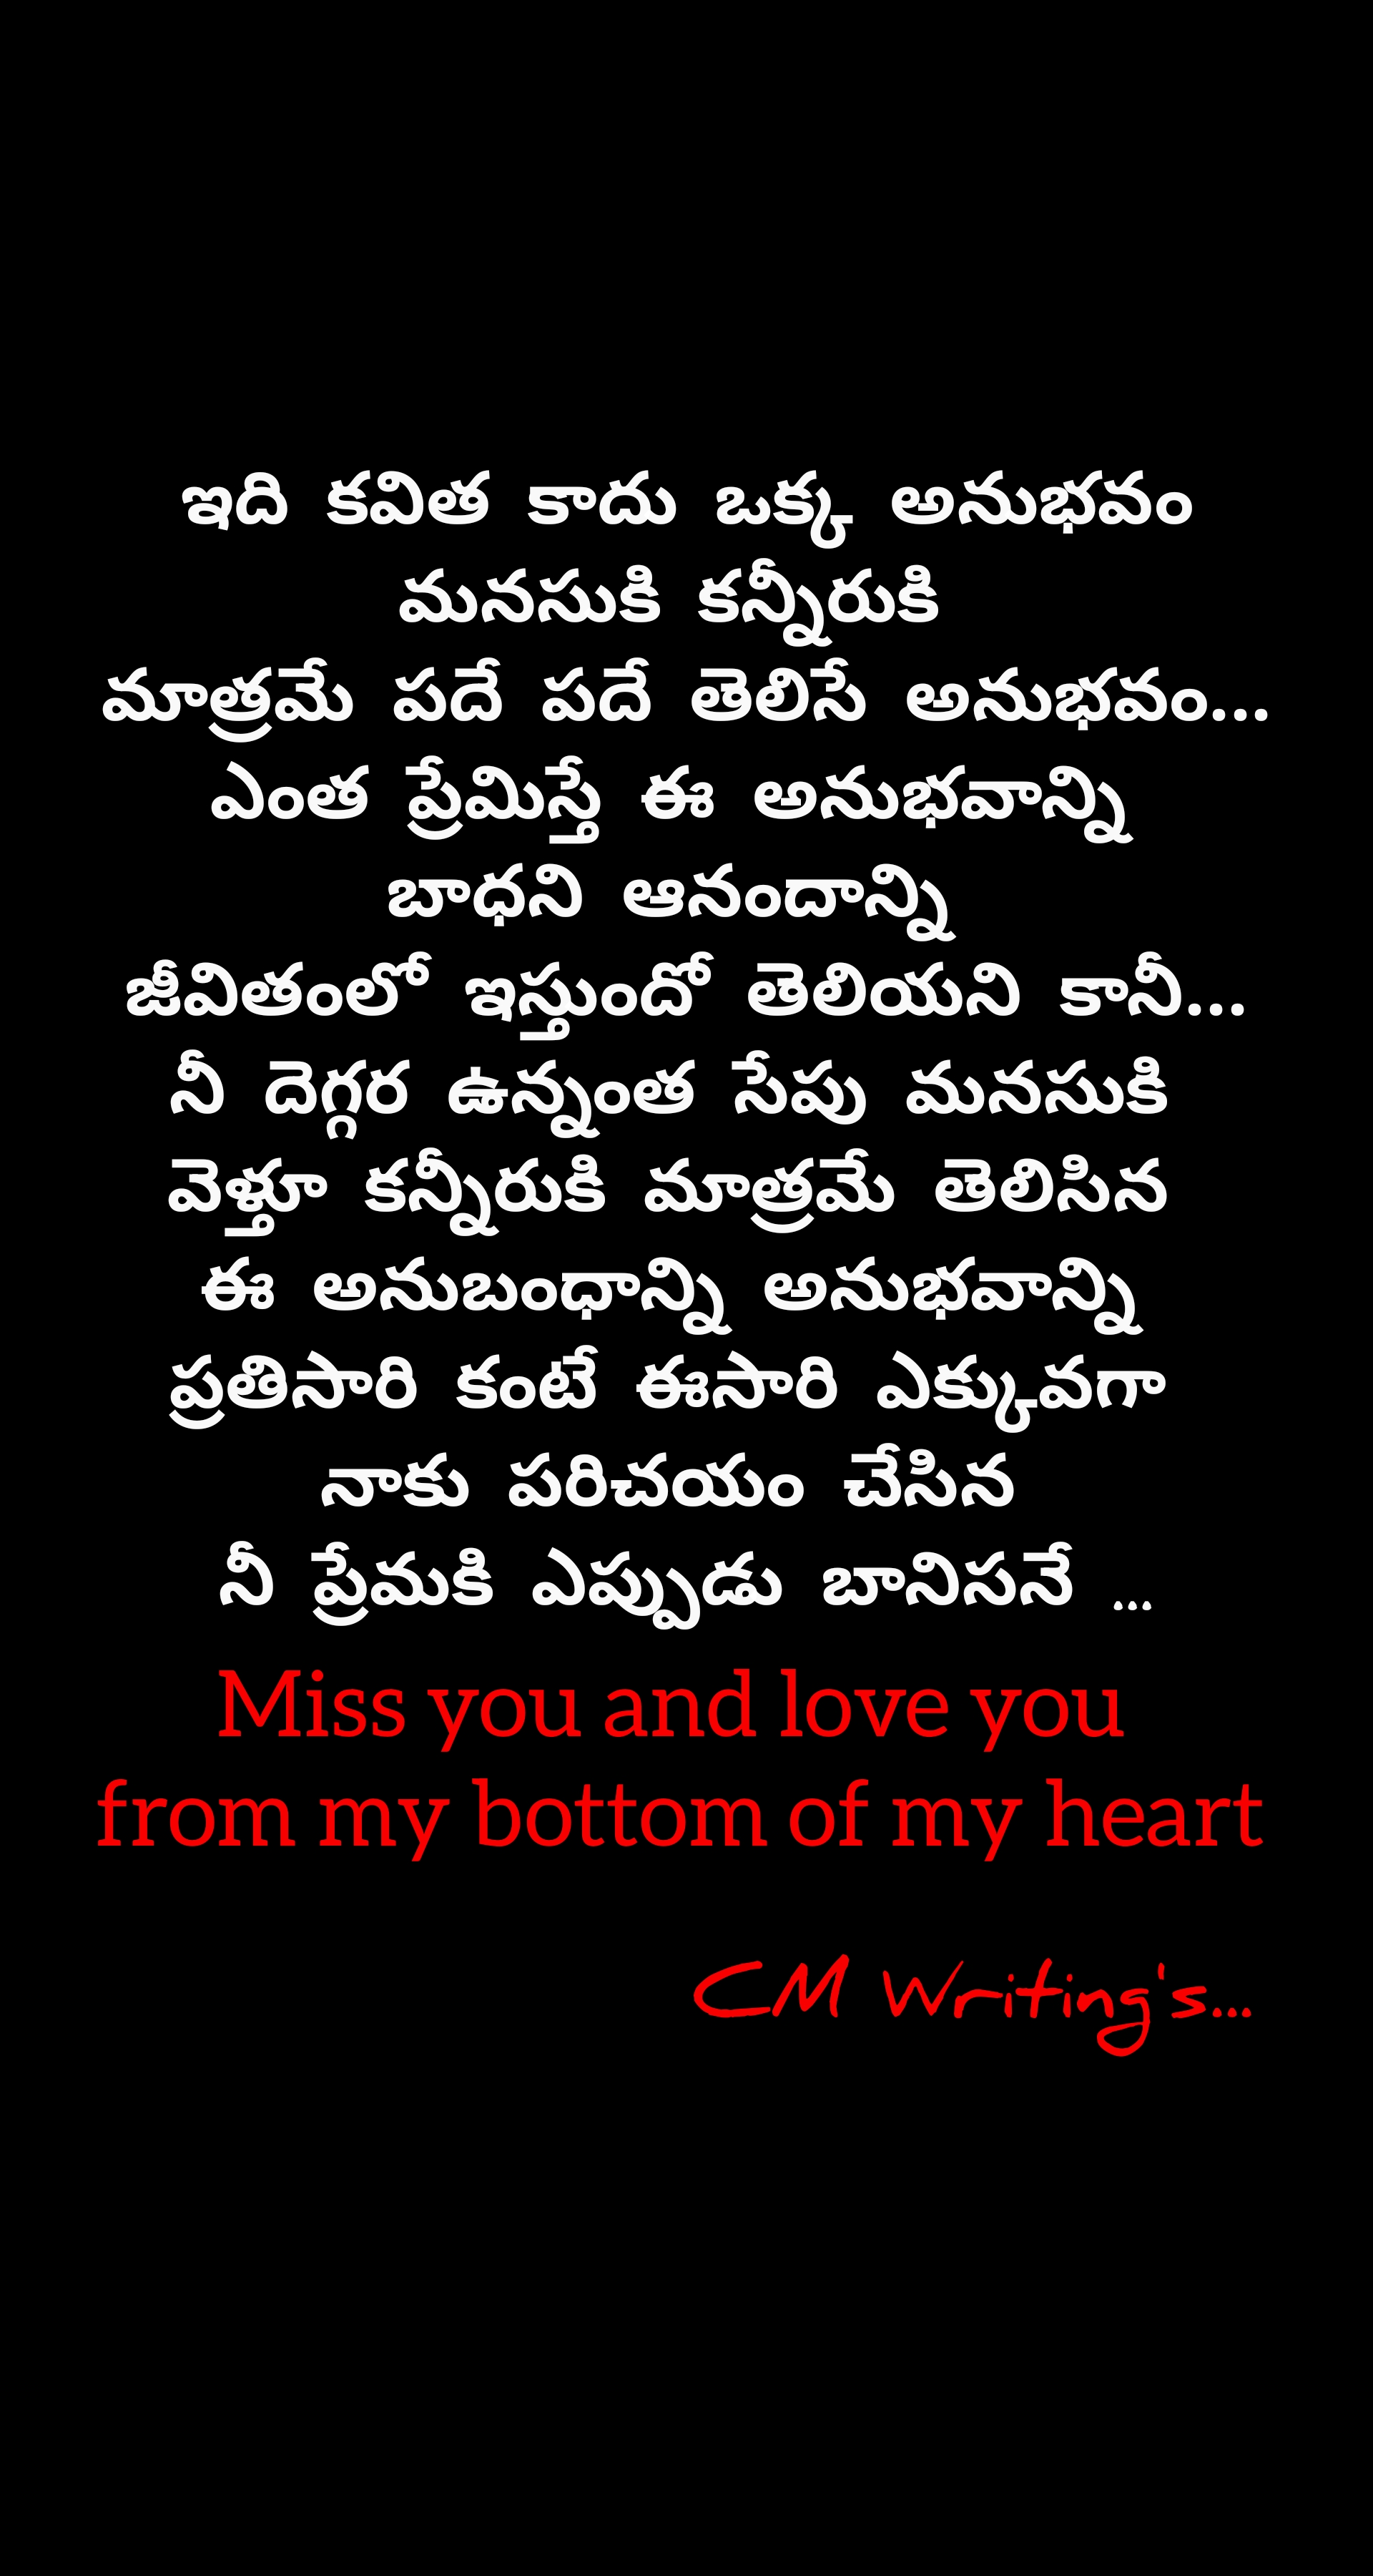 ఇది కవిత కాదు ఒక్క అనుభవం
మనసుకి కన్నీరుకి
మాత్రమే పదే పదే తెలిసే అనుభవం...
ఎంత ప్రేమిస్తే ఈ అనుభవాన్ని
బాధని ఆనందాన్ని
జీవితంలో ఇస్తుందో తెలియని కానీ...
నీ దెగ్గర ఉన్నంత సేపు మనసుకి
వెళ్తూ కన్నీరుకి మాత్రమే తెలిసిన
ఈ అనుబంధాన్ని అనుభవాన్ని
ప్రతిసారి కంటే ఈసారి ఎక్కువగా
నాకు పరిచయం చేసిన
నీ ప్రేమకి ఎప్పుడు బానిసనే ...
Miss you and love you
from my bottom of my heart
CM Writing's...